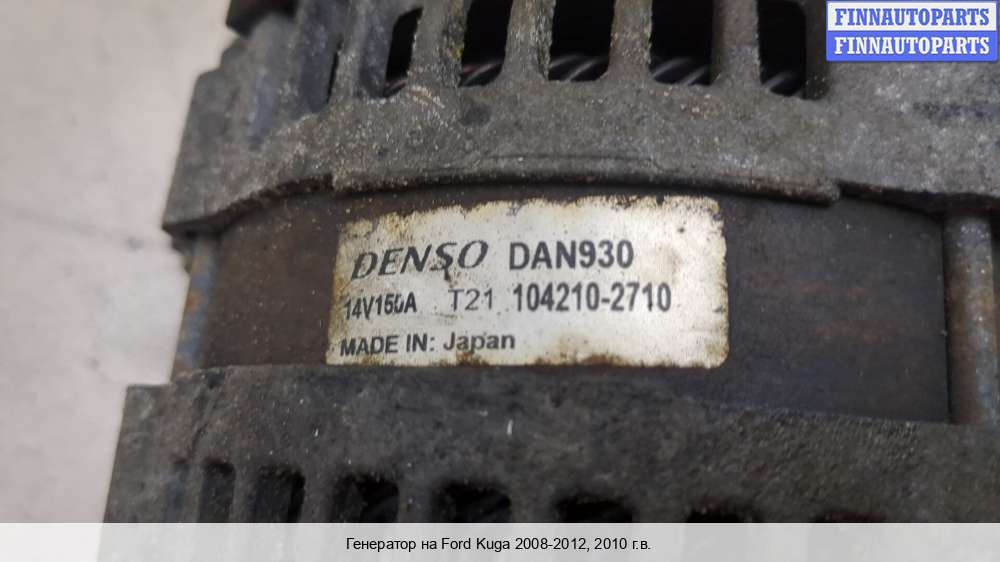 FINNAUTOPARTS
FINNAUTOPARTS
DENSO DAN930
14V150A T21 104210-2710
MADE IN: Japan
Генератор на Ford Kuga 2008-2012, 2010 г.в.